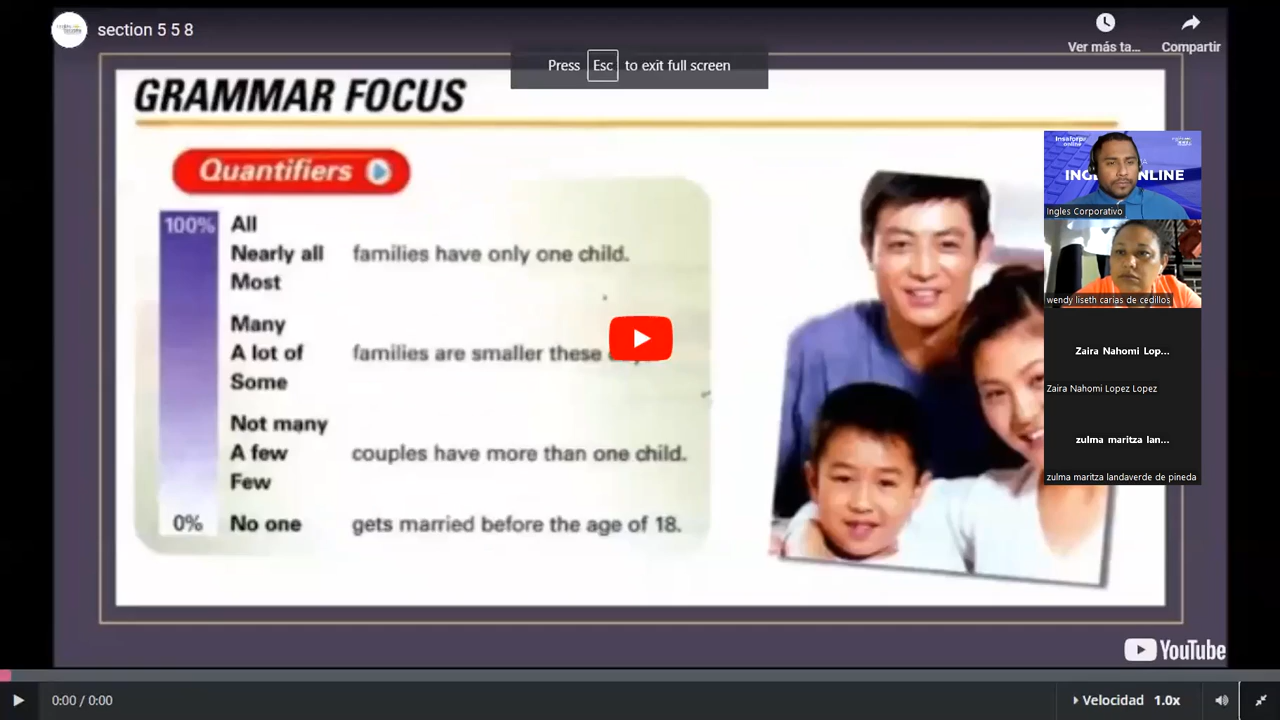 section 5 5 8
Ver más ta...
Compartir
Press Esc to exit full screen
GRAMMAR FOCUS
Quantifiers
100%
All
Nearly all families have only one child.
Most
Many
A lot of families are smaller these
Some
Not many
A few couples have more than one child.
Few
0% No one gets married before the age of 18.
Ingles Corporativo
wendy liseth carias de cedillos
Zaira Nahomi Lop...
Zaira Nahomi Lopez Lopez
zulma maritza lan...
zulma maritza landaverde de pineda
YouTube
0:00 / 0:00
Velocidad 1.0x